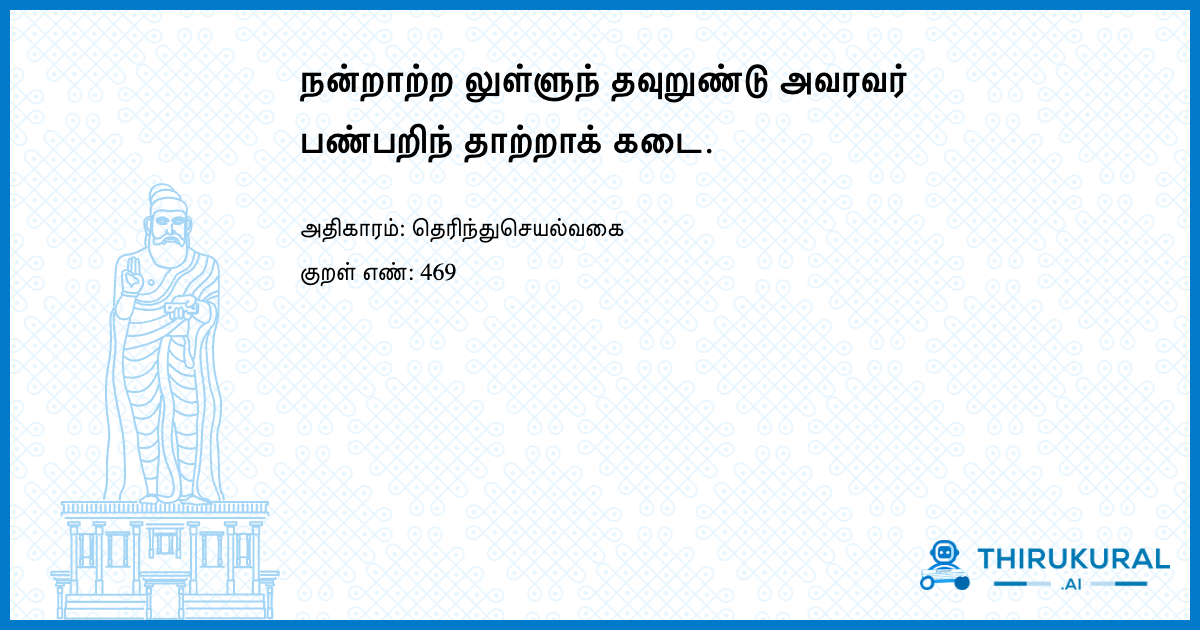 நன்றாற்ற லுள்ளுந் தவுறுண்டு அவரவர்
பண்பறிந் தாற்றாக் கடை.
அதிகாரம்: தெரிந்துசெயல்வகை
குறள் எண்: 469
THIRUKURAL
.AI